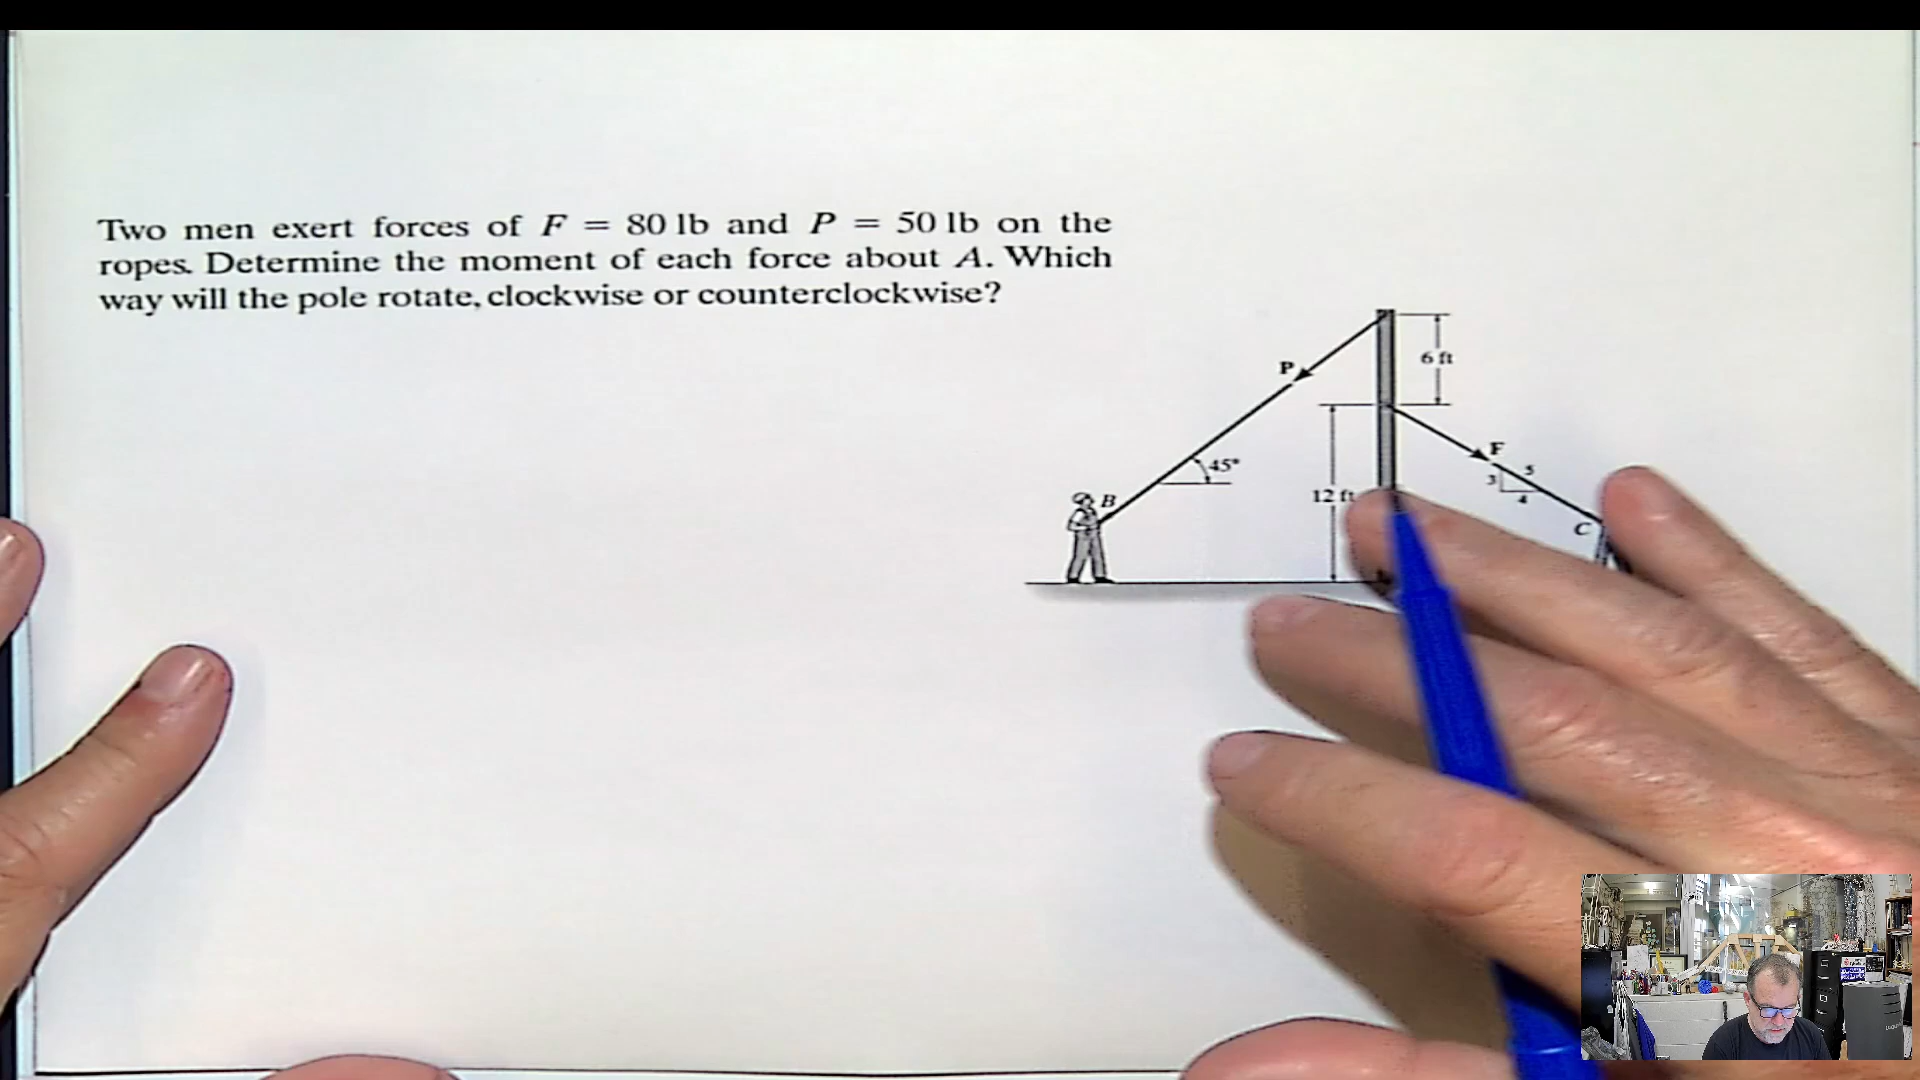 Two men exert forces of F = 80 lb and P = 50 lb on the
ropes. Determine the moment of each force about A. Which
way will the pole rotate, clockwise or counterclockwise?
6 ft
P
F
45°
5
3
4
12 ft
B
C